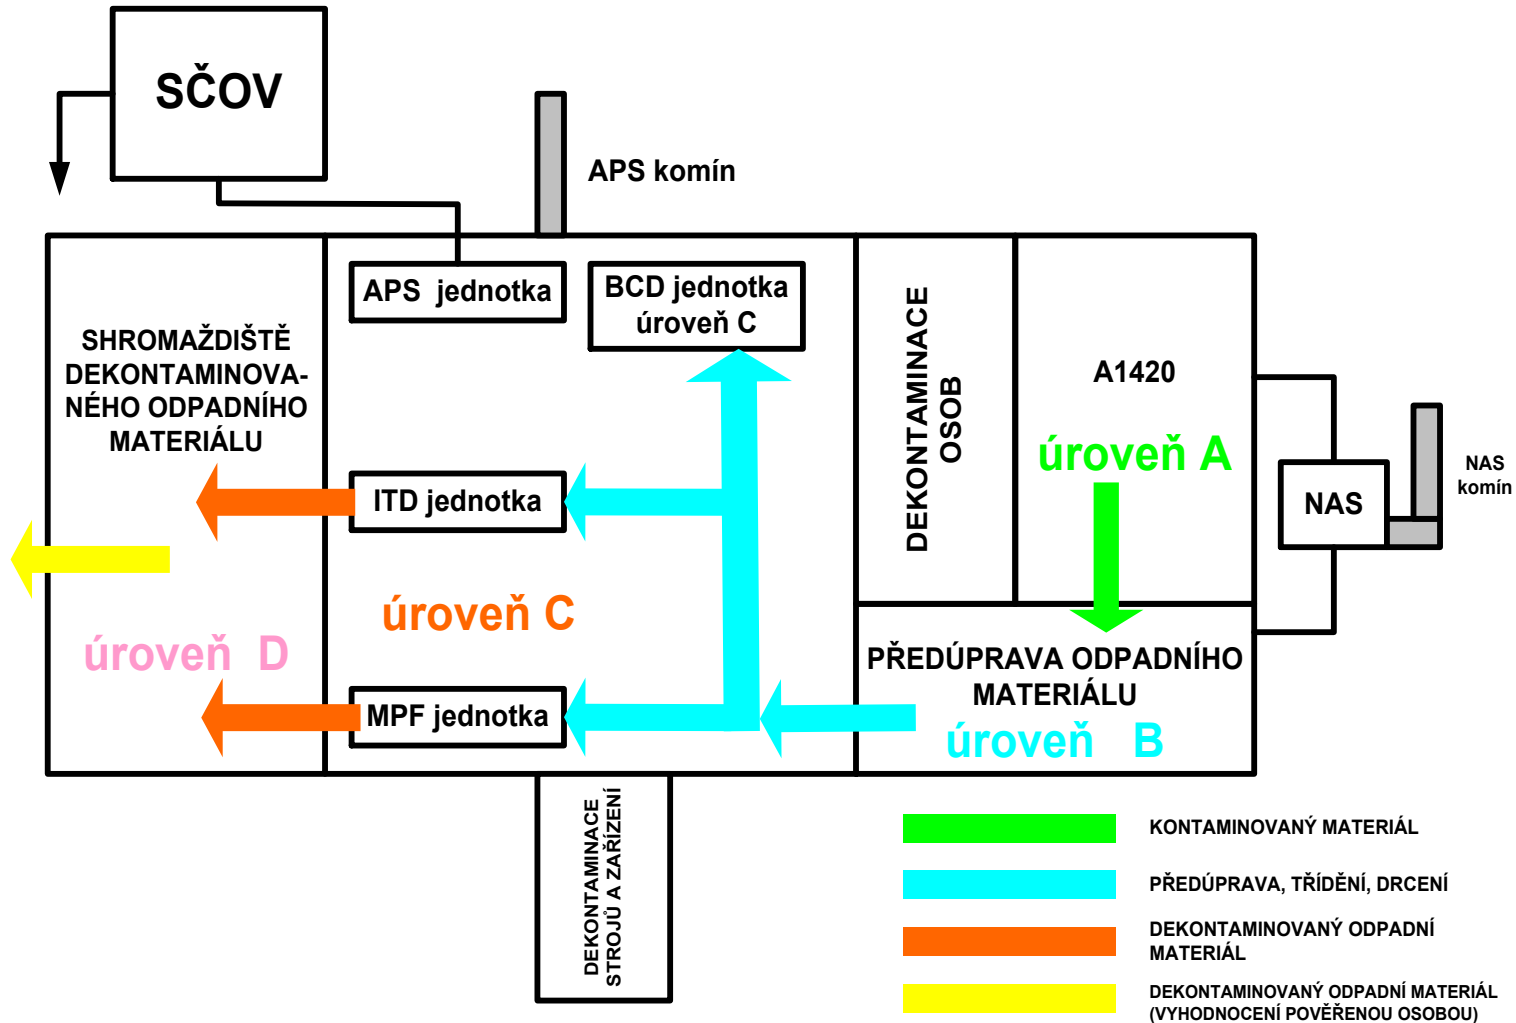 SČOV
APS komín
APS jednotka
BCD jednotka
úroveň C
SHROMAŽDIŠTĚ
DEKONTAMINOVA-
NÉHO ODPADNÍHO
MATERIÁLU
DEKONTAMINACE
OSOB
A1420
úroveň A
NAS
komín
NAS
ITD jednotka
úroveň C
úroveň D
MPF jednotka
PŘEDÚPRAVA ODPADNÍHO
MATERIÁLU
úroveň B
DEKONTAMINACE
STROJŮ A ZAŘÍZENÍ
KONTAMINOVANÝ MATERIÁL
PŘEDÚPRAVA, TŘÍDĚNÍ, DRCENÍ
DEKONTAMINOVANÝ ODPADNÍ
MATERIÁL
DEKONTAMINOVANÝ ODPADNÍ MATERIÁL
(VYHODNOCENÍ POVĚŘENOU OSOBOU)